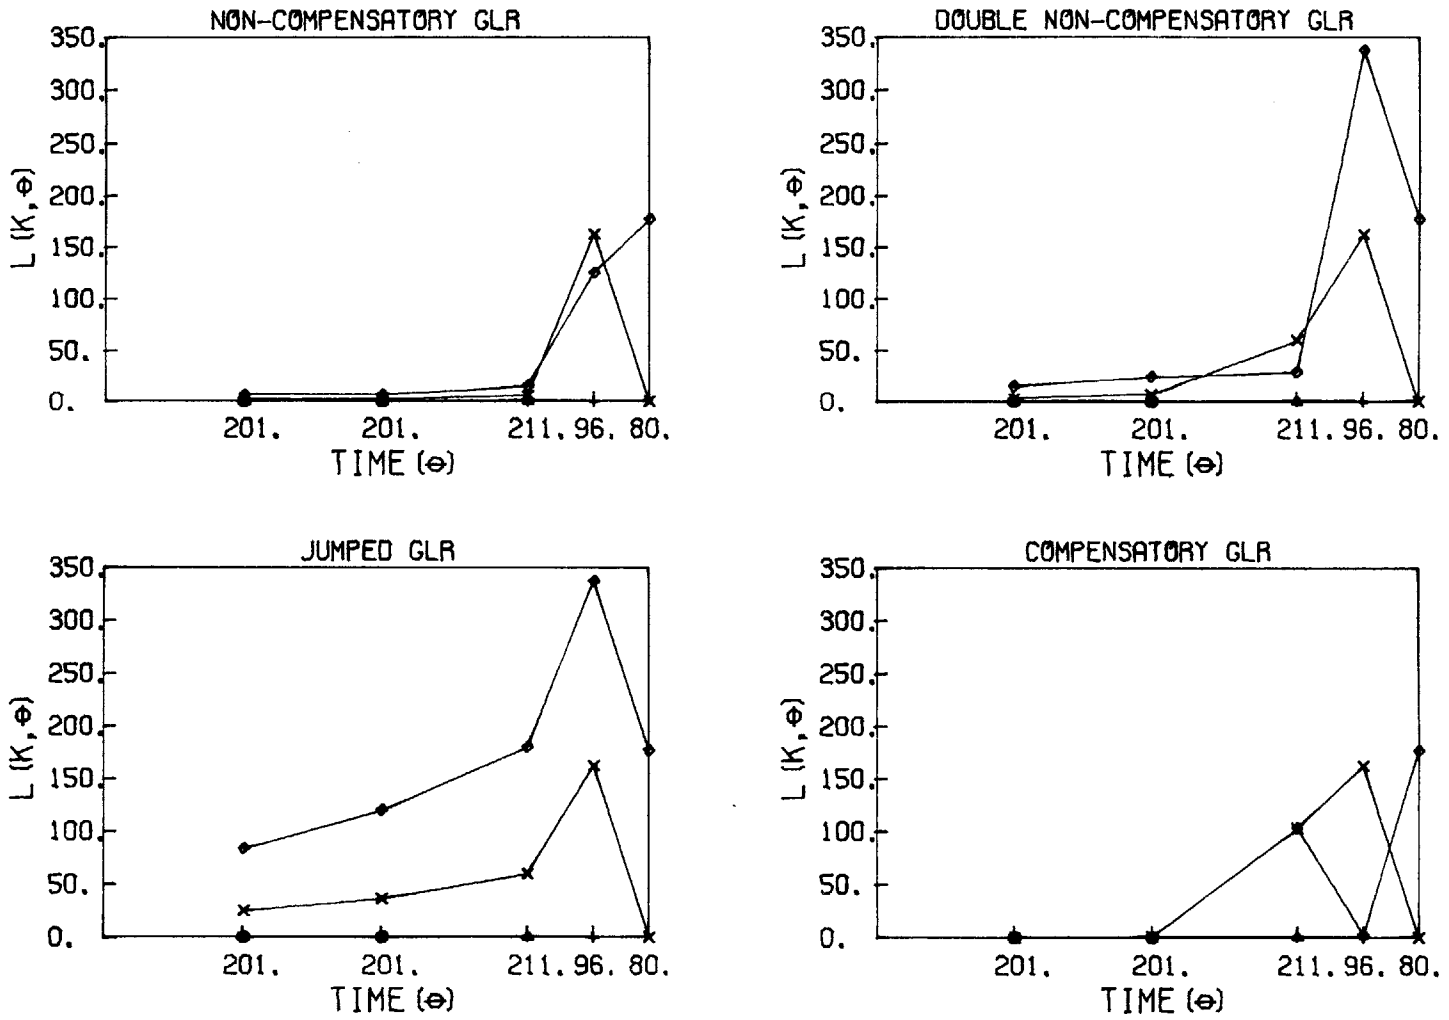 NON-COMPENSATORY GLR
350.
300.
250.
200.
150.
100.
50.
0.
L (K,Θ)
201. 201. 211. 96. 80.
TIME (Θ)
DOUBLE NON-COMPENSATORY GLR
350.
300.
250.
200.
150.
100.
50.
0.
L (K,Θ)
201. 201. 211. 96. 80.
TIME (Θ)
JUMPED GLR
350.
300.
250.
200.
150.
100.
50.
0.
L (K,Θ)
201. 201. 211. 96. 80.
TIME (Θ)
COMPENSATORY GLR
350.
300.
250.
200.
150.
100.
50.
0.
L (K,Θ)
201. 201. 211. 96. 80.
TIME (Θ)